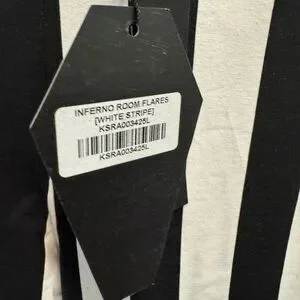 INFERNO ROOM FLARES
[WHITE STRIPE]
KSRA003425L
KSRA003425L